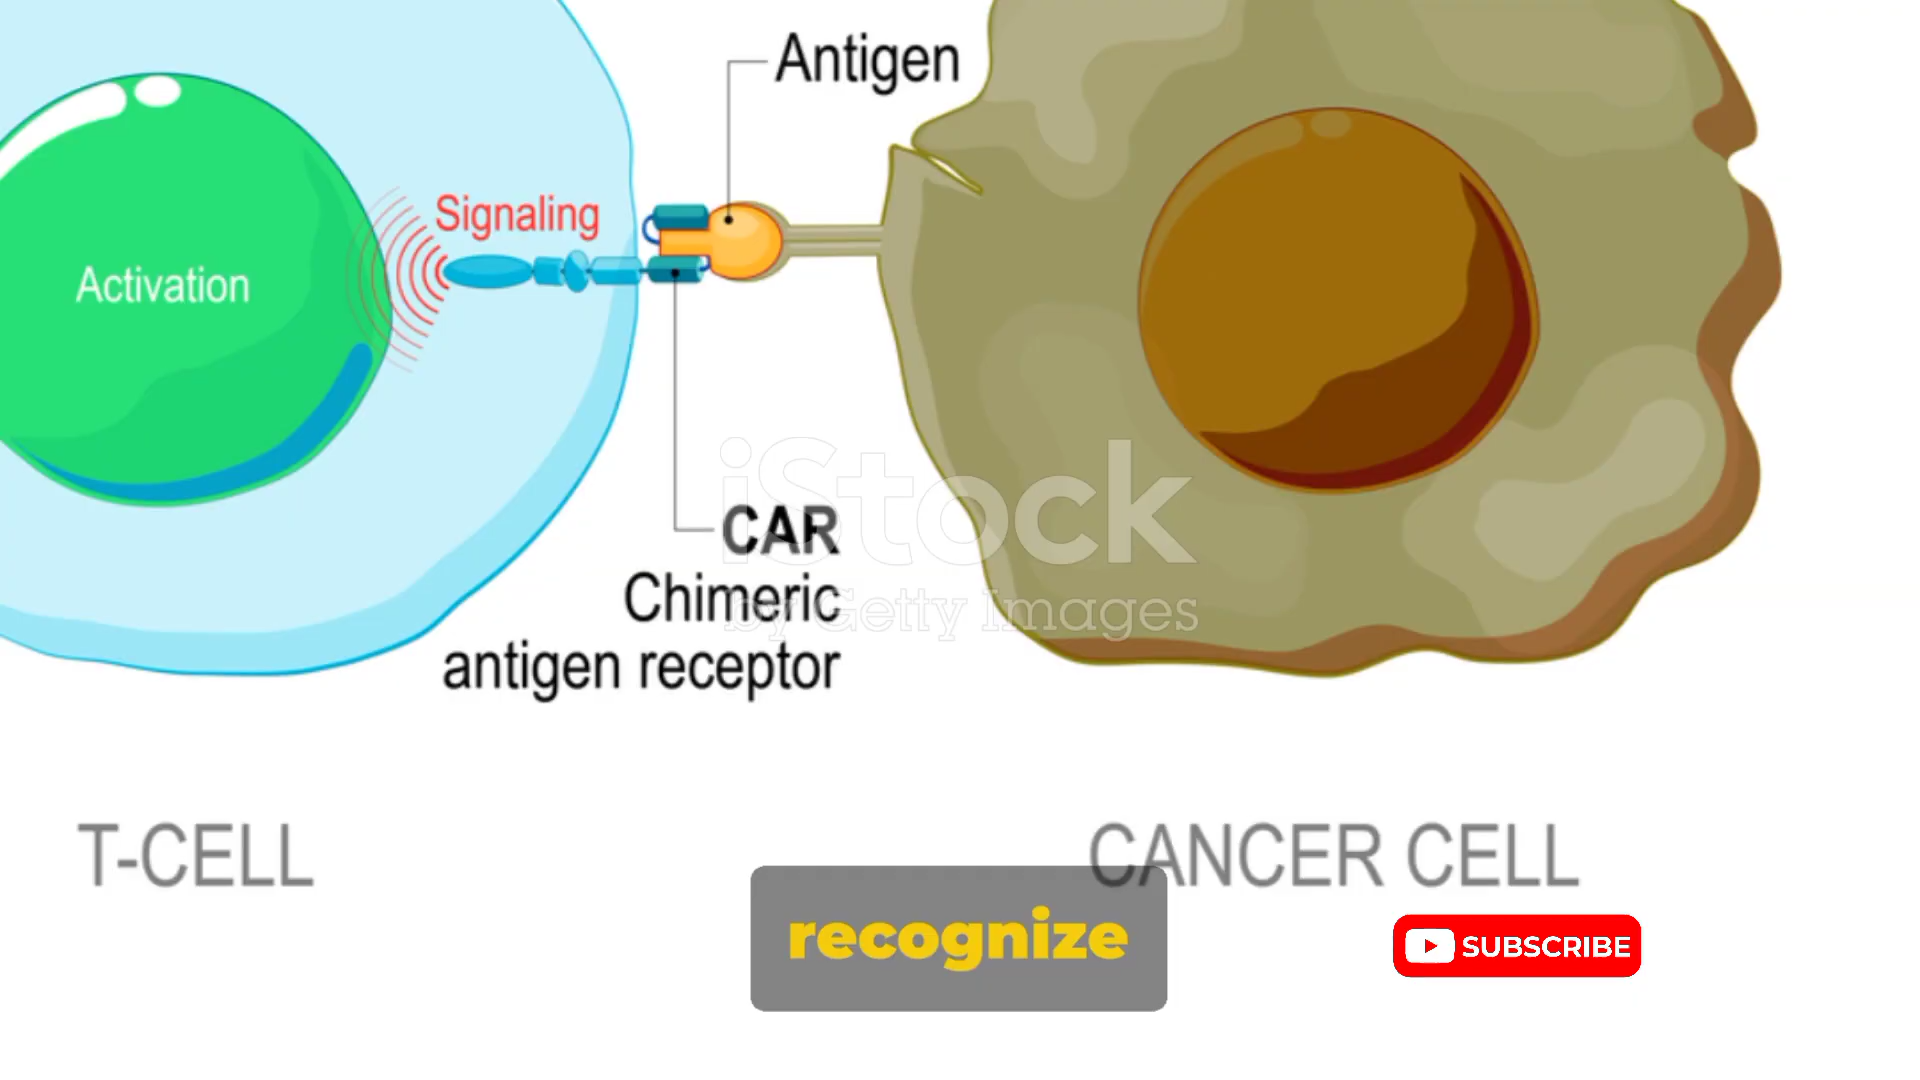 Antigen
Signaling
Activation
iStock
CAR
Chimeric
by Getty Images
antigen receptor
T-CELL
CANCER CELL
recognize
SUBSCRIBE